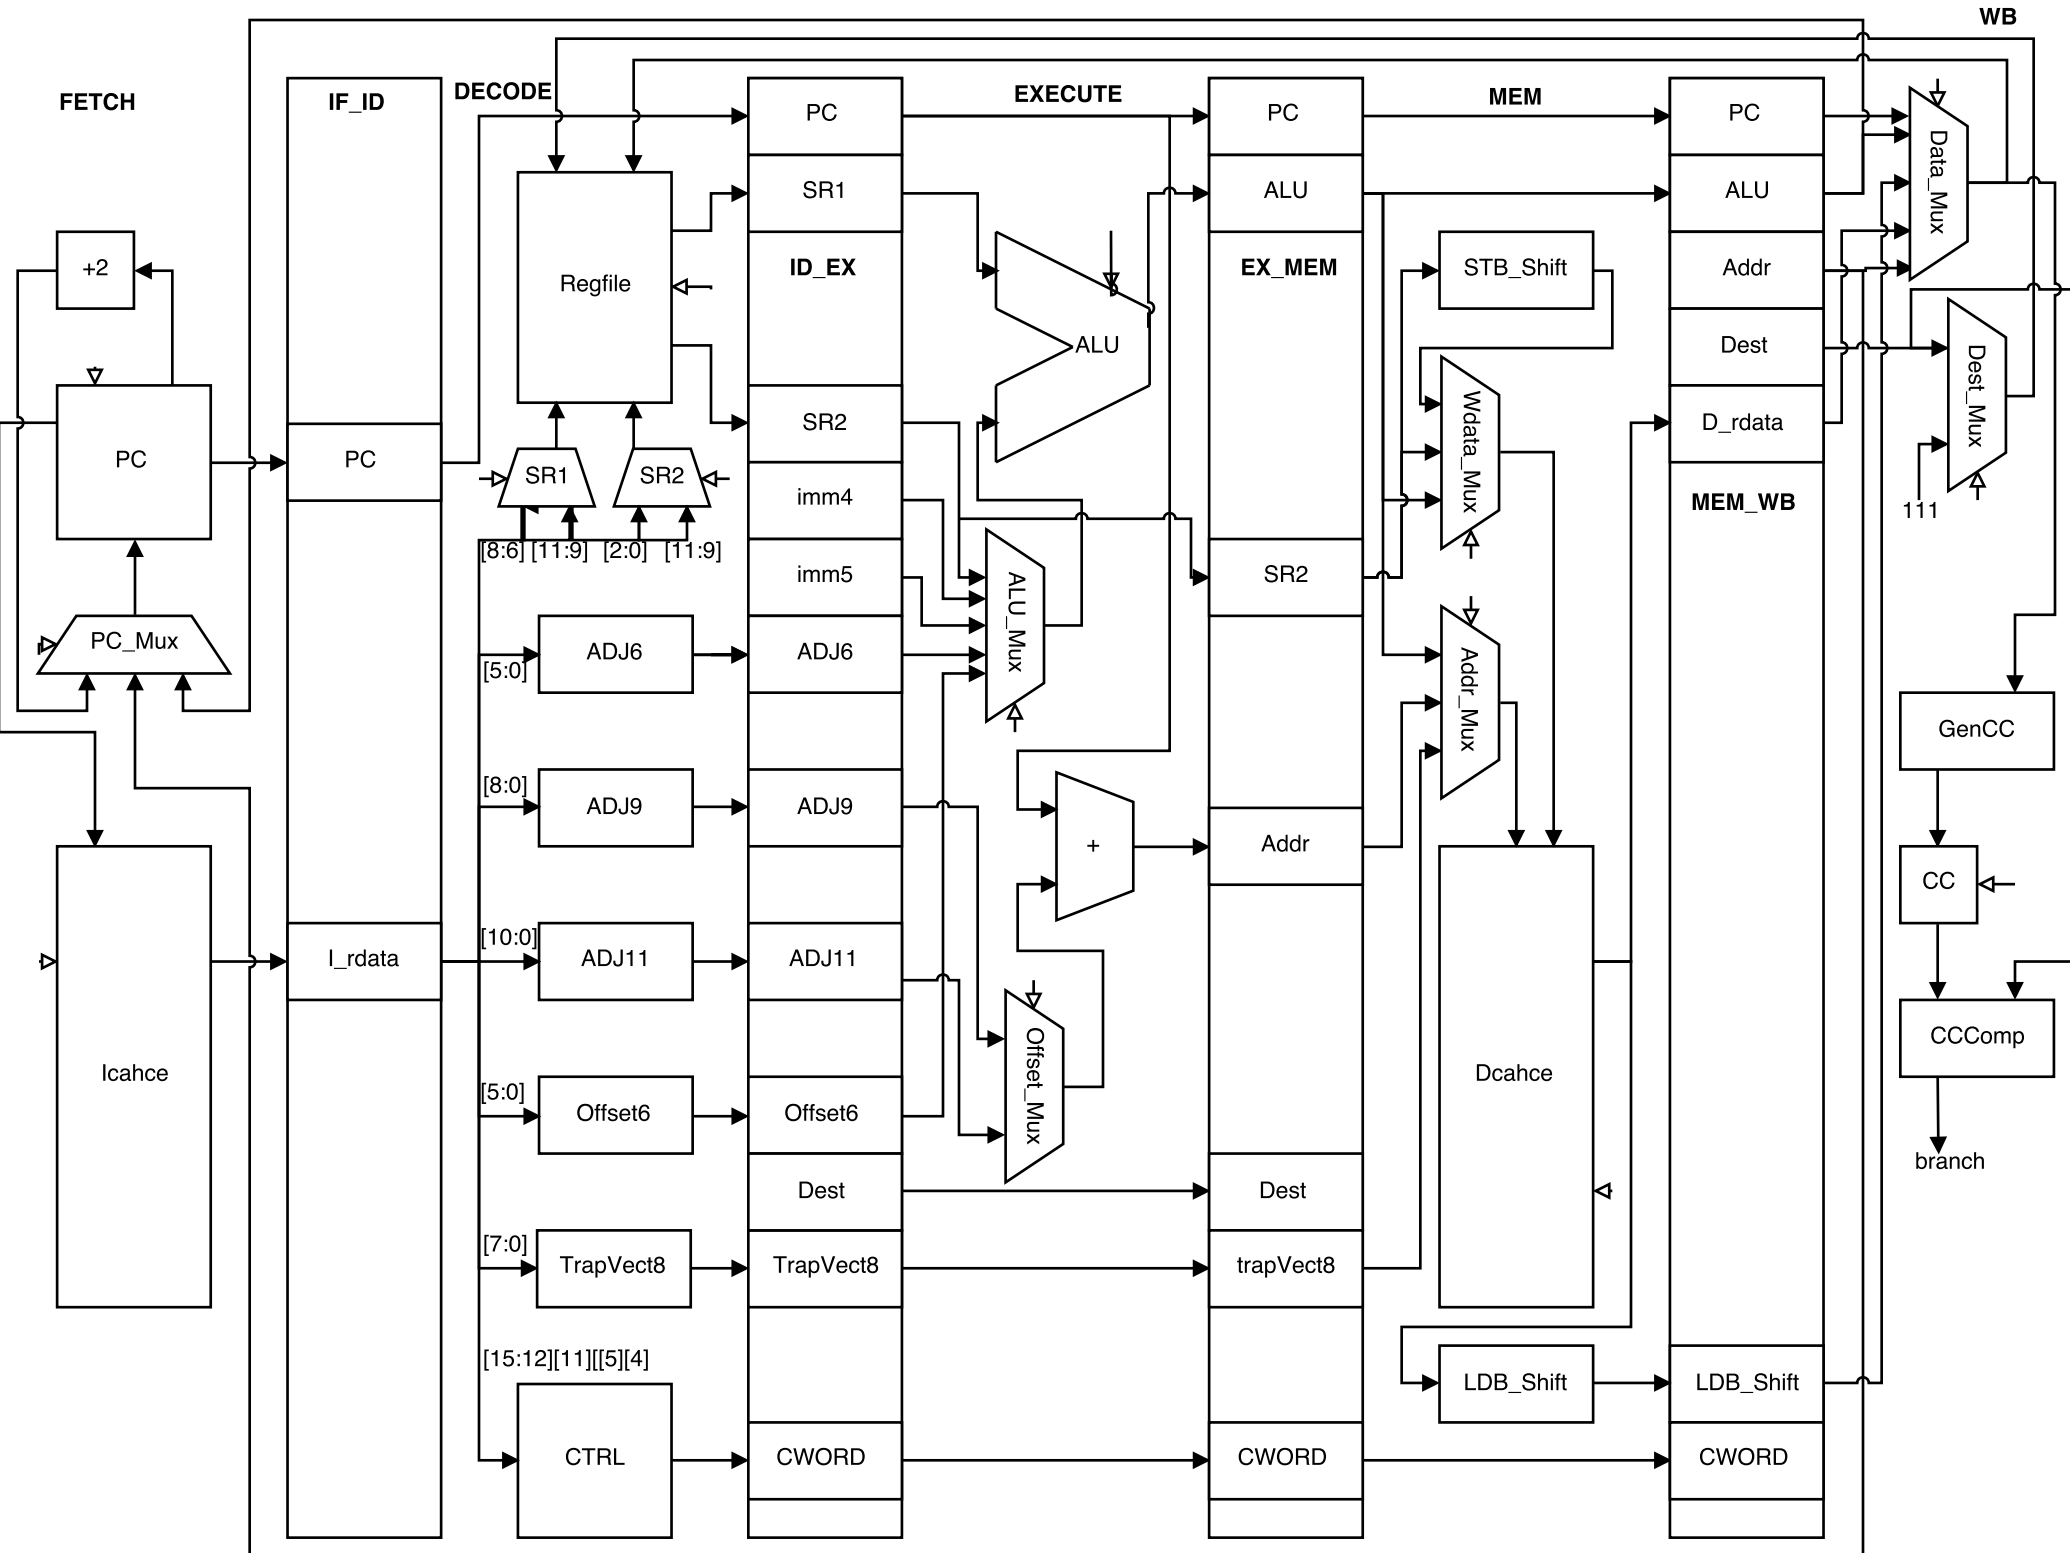 WB
FETCH
IF_ID
DECODE
PC
EXECUTE
PC
MEM
PC
Data_Mux
SR1
ALU
ALU
+2
Regfile
ID_EX
EX_MEM
STB_Shift
Addr
ALU
Dest
Dest_Mux
PC
PC
SR1
SR2
SR2
Wdata_Mux
D_rdata
imm4
MEM_WB
111
[8:6] [11:9] [2:0] [11:9]
imm5
ALU_Mux
SR2
PC_Mux
[5:0]
ADJ6
ADJ6
Addr_Mux
GenCC
[8:0]
ADJ9
ADJ9
+
Addr
CC
[10:0]
I_rdata
ADJ11
ADJ11
Offset_Mux
CCComp
Icahce
Dcahce
[5:0]
Offset6
Offset6
branch
Dest
Dest
[7:0]
TrapVect8
TrapVect8
trapVect8
[15:12][11][[5][4]
LDB_Shift
LDB_Shift
CTRL
CWORD
CWORD
CWORD